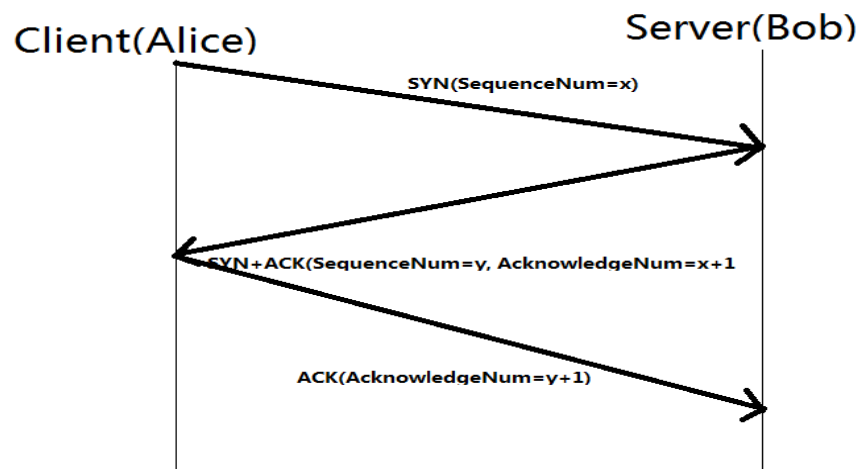 Client(Alice)
Server(Bob)
SYN(SequenceNum=x)
SYN+ACK(SequenceNum=y, AcknowledgeNum=x+1
ACK(AcknowledgeNum=y+1)